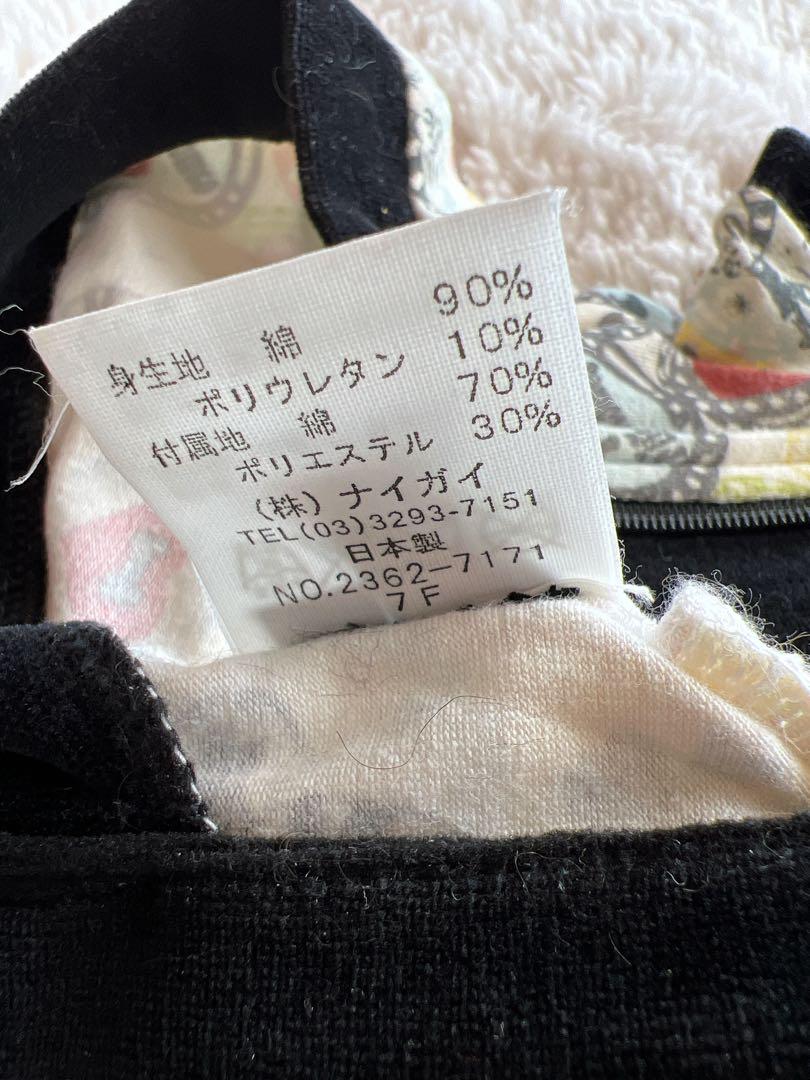 身生地 綿 90%
ポリウレタン 10%
付属地 綿 70%
ポリエステル 30%
(株) ナイガイ
TEL(03)3293-7151
日本製
NO.2362-7171
7F